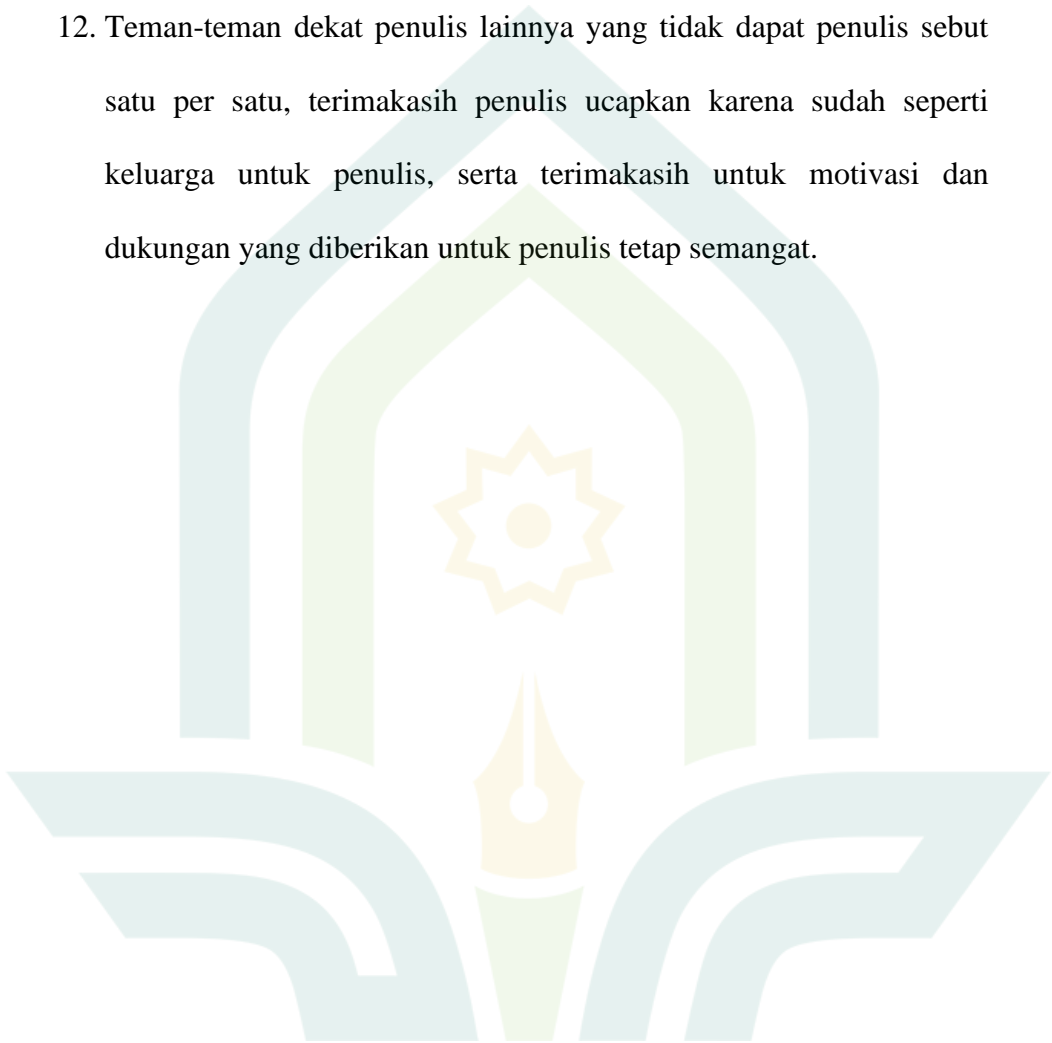 12. Teman-teman dekat penulis lainnya yang tidak dapat penulis sebut
satu per satu, terimakasih penulis ucapkan karena sudah seperti
keluarga untuk penulis, serta terimakasih untuk motivasi dan
dukungan yang diberikan untuk penulis tetap semangat.